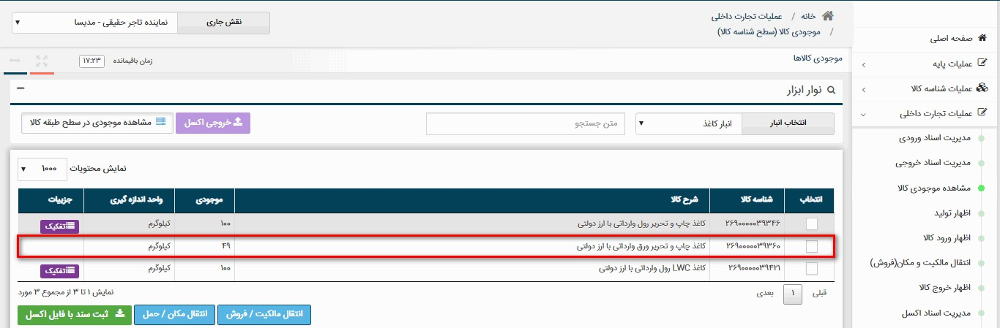 خانه / عملیات تجارت داخلی
/ موجودی کالا (سطح شناسه کالا)
نقش جاری
نماینده تاجر حقیقی - مدیسا
صفحه اصلی
عملیات پایه
عملیات شناسه کالا
عملیات تجارت داخلی
مدیریت اسناد ورودی
مدیریت اسناد خروجی
مشاهده موجودی کالا
اظهار تولید
اظهار ورود کالا
انتقال مالکیت و مکان(فروش)
اظهار خروج کالا
مدیریت اسناد اکسل
موجودی کالاها
زمان باقیمانده ۱۷:۲۳
نوار ابزار
انتخاب انبار انبار کاغذ متن جستجو خروجی اکسل مشاهده موجودی در سطح طبقه کالا
نمایش محتویات ۱۰۰۰
انتخاب شناسه کالا شرح کالا موجودی واحد اندازه گیری جزییات
۲۶۹۰۰۰۰۰۳۹۳۴۶ کاغذ چاپ و تحریر رول وارداتی با ارز دولتی ۱۰۰ کیلوگرم تفکیک
۲۶۹۰۰۰۰۰۳۹۳۶۰ کاغذ چاپ و تحریر ورق وارداتی با ارز دولتی ۴۹ کیلوگرم
۲۶۹۰۰۰۰۰۳۹۴۲۱ کاغذ LWC رول وارداتی با ارز دولتی ۱۰۰ کیلوگرم تفکیک
قبلی ۱ بعدی
نمایش ۱ تا ۳ از مجموع ۳ مورد
انتقال مالکیت / فروش انتقال مکان / حمل ثبت سند با فایل اکسل